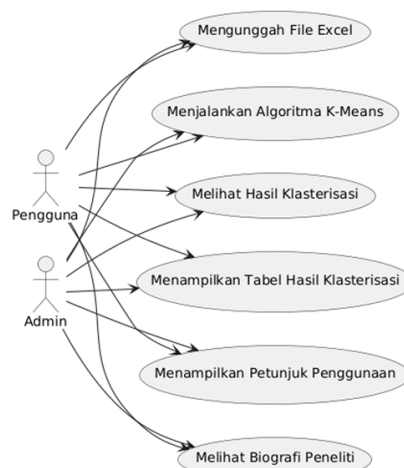 Mengunggah File Excel
Menjalankan Algoritma K-Means
Melihat Hasil Klasterisasi
Pengguna
Menampilkan Tabel Hasil Klasterisasi
Admin
Menampilkan Petunjuk Penggunaan
Melihat Biografi Peneliti